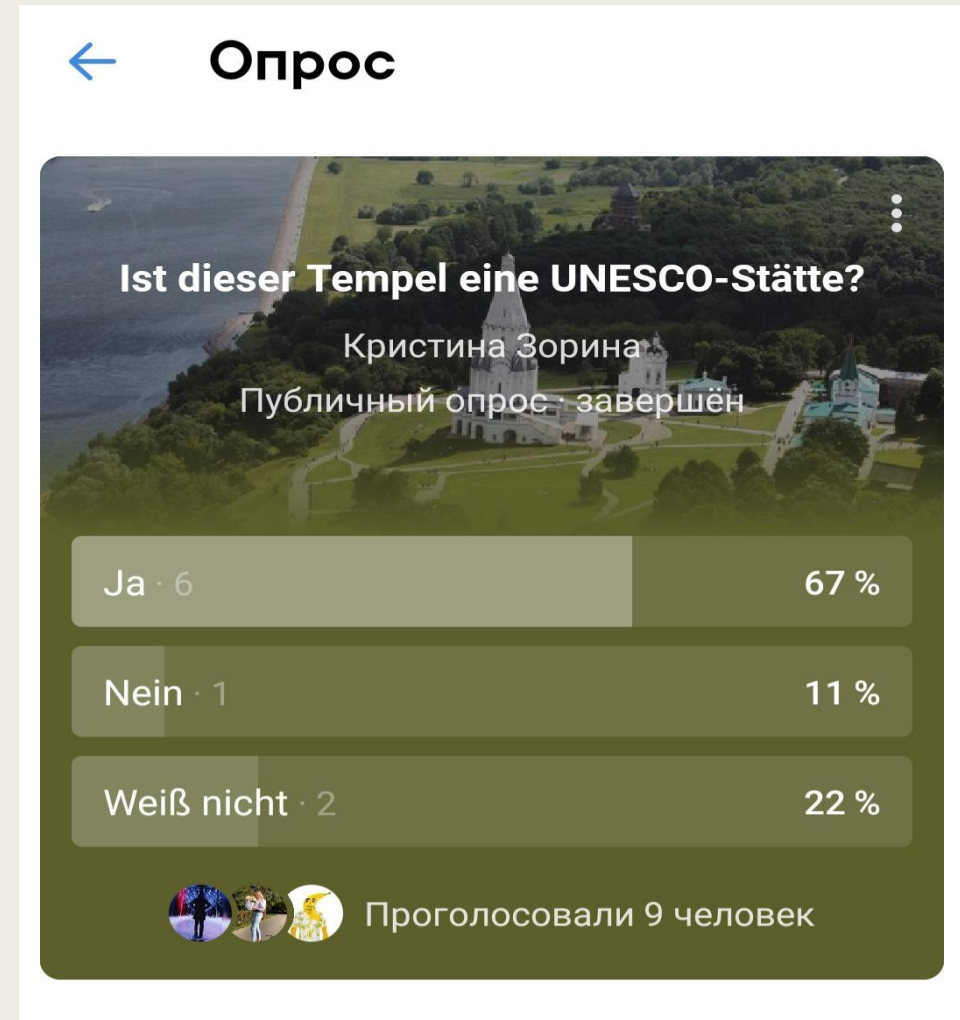 Опрос
Ist dieser Tempel eine UNESCO-Stätte?
Кристина Зорина
Публичный опрос · завершён
Ja · 6 67 %
Nein · 1 11 %
Weiß nicht · 2 22 %
Проголосовали 9 человек